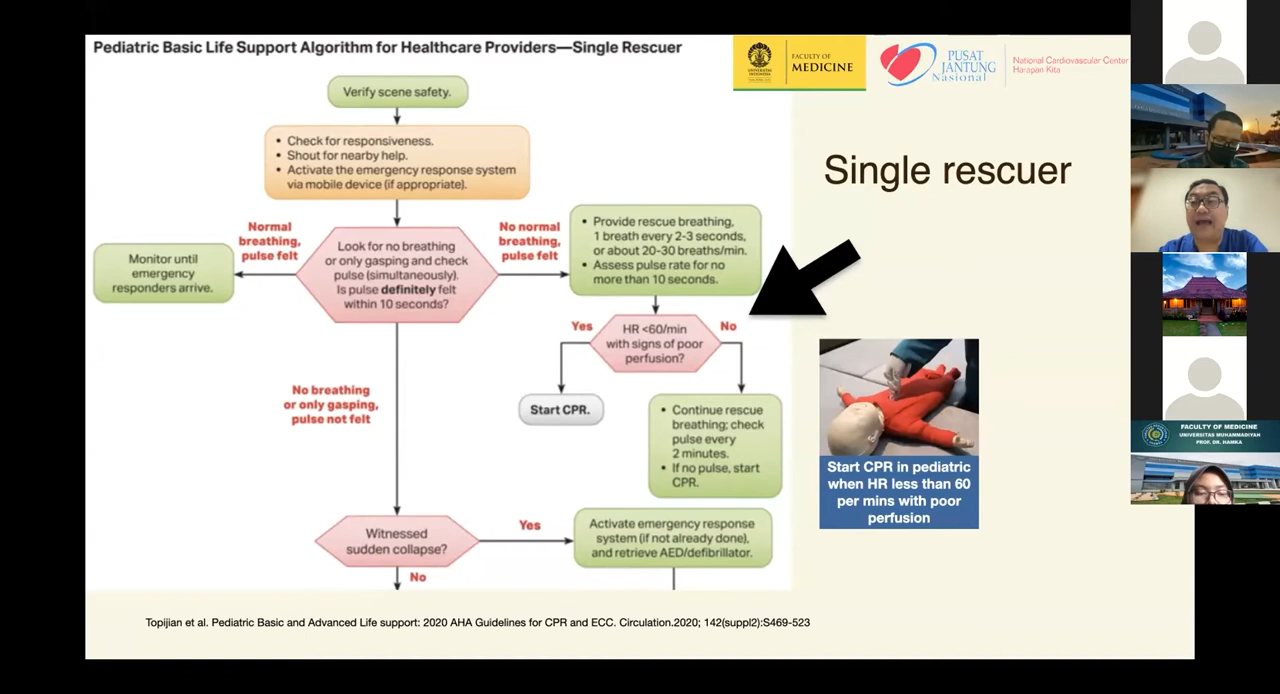 Pediatric Basic Life Support Algorithm for Healthcare Providers—Single Rescuer
UNIVERSITAS
INDONESIA
FACULTY OF
MEDICINE
PUSAT
JANTUNG
Nasional
National Cardiovascular Center
Harapan Kita
Verify scene safety.
• Check for responsiveness.
• Shout for nearby help.
• Activate the emergency response system
via mobile device (if appropriate).
Single rescuer
Normal
breathing,
pulse felt
No normal
breathing,
pulse felt
Monitor until
emergency
responders arrive.
Look for no breathing
or only gasping and check
pulse (simultaneously).
Is pulse definitely felt
within 10 seconds?
• Provide rescue breathing,
1 breath every 2-3 seconds,
or about 20-30 breaths/min.
• Assess pulse rate for no
more than 10 seconds.
Yes
HR <60/min
with signs of poor
perfusion?
No
No breathing
or only gasping,
pulse not felt
Start CPR.
• Continue rescue
breathing; check
pulse every
2 minutes.
• If no pulse, start
CPR.
Start CPR in pediatric
when HR less than 60
per mins with poor
perfusion
FACULTY OF MEDICINE
UNIVERSITAS MUHAMMADIYAH
PROF. DR. HAMKA
Witnessed
sudden collapse?
Yes
Activate emergency response
system (if not already done),
and retrieve AED/defibrillator.
No
Topijian et al. Pediatric Basic and Advanced Life support: 2020 AHA Guidelines for CPR and ECC. Circulation.2020; 142(suppl2):S469-523